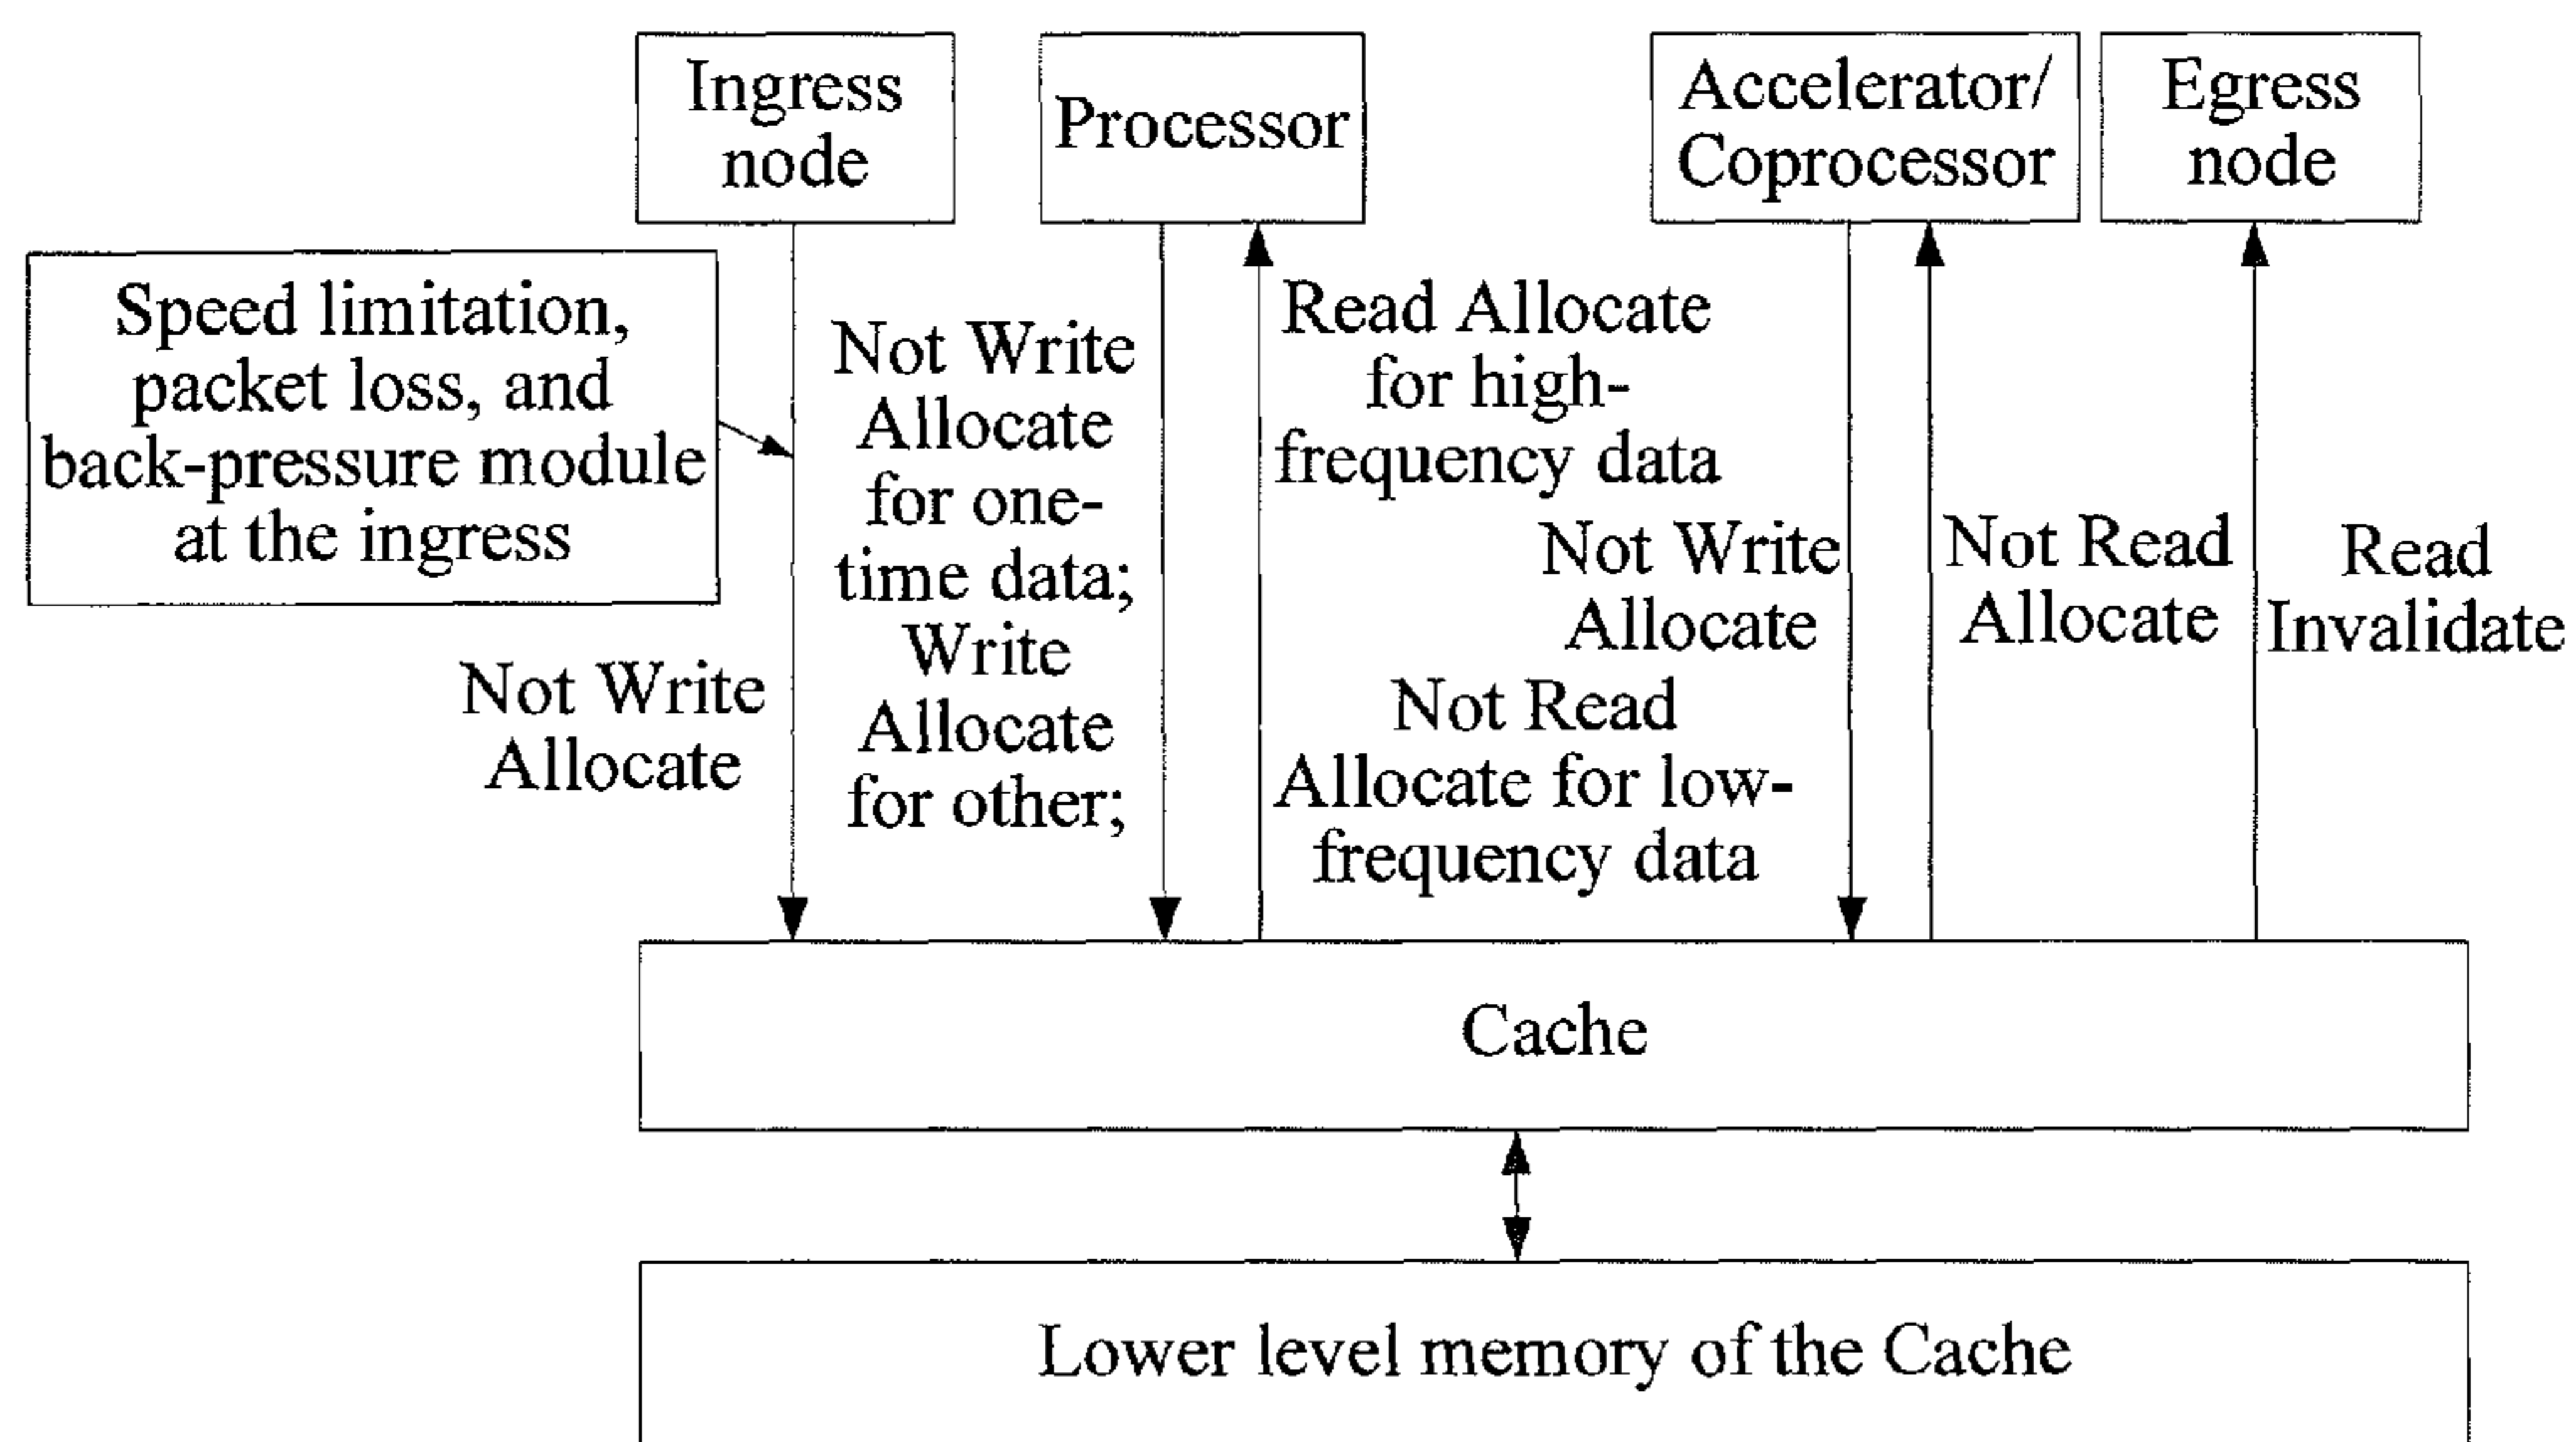 Ingress
node
Processor
Accelerator/
Coprocessor
Egress
node
Speed limitation,
packet loss, and
back-pressure module
at the ingress
Not Write
Allocate
Not Write
Allocate
for one-
time data;
Write
Allocate
for other;
Read Allocate
for high-
frequency data
Not Read
Allocate for low-
frequency data
Not Write
Allocate
Not Read
Allocate
Read
Invalidate
Cache
Lower level memory of the Cache